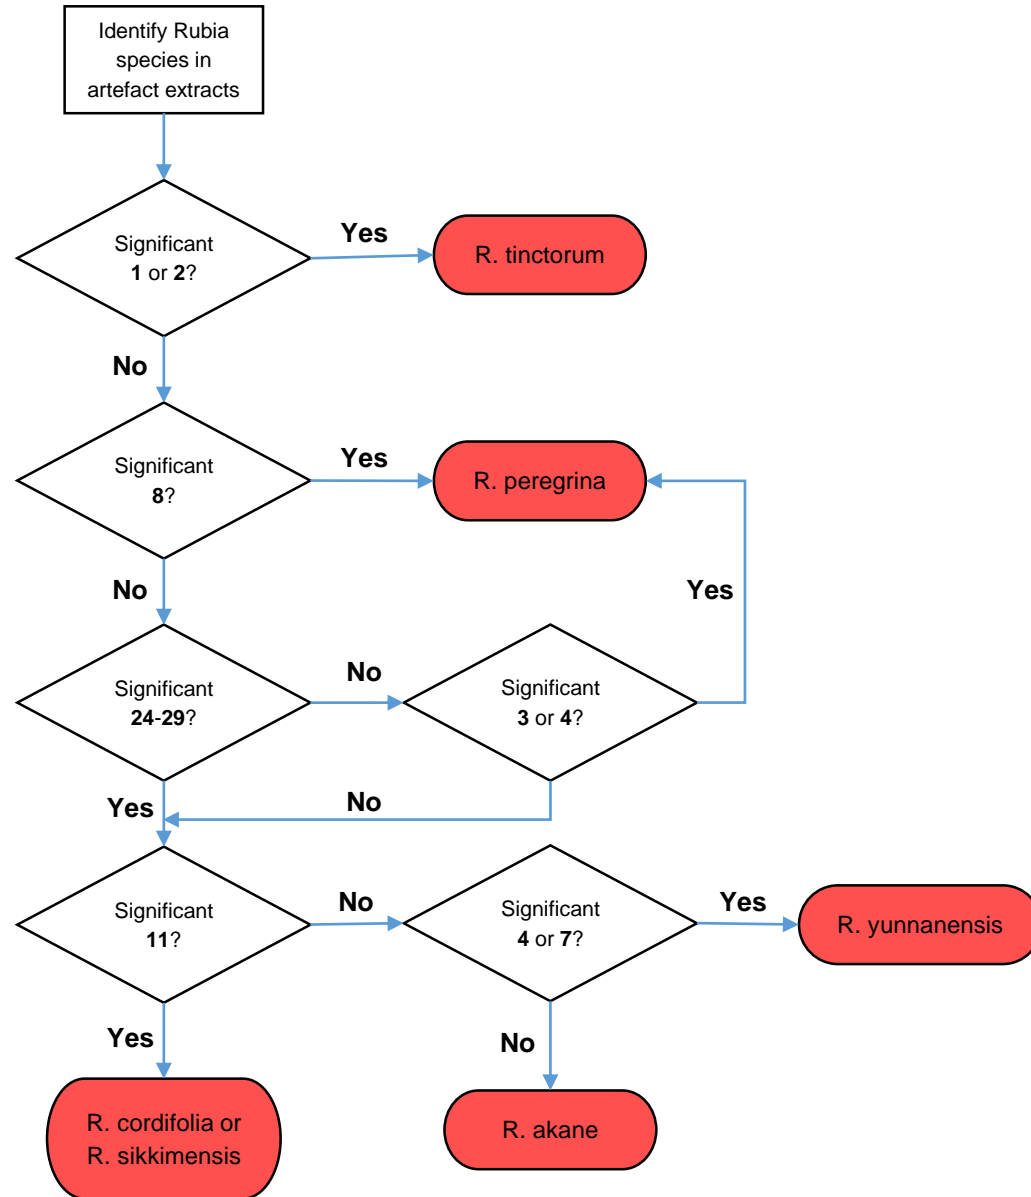 Identify Rubia
species in
artefact extracts
Significant
1 or 2?
Yes
R. tinctorum
No
Significant
8?
Yes
R. peregrina
No
Yes
Significant
24-29?
No
Significant
3 or 4?
Yes
No
Significant
11?
No
Significant
4 or 7?
Yes
R. yunnanensis
Yes
No
R. cordifolia or
R. sikkimensis
R. akane